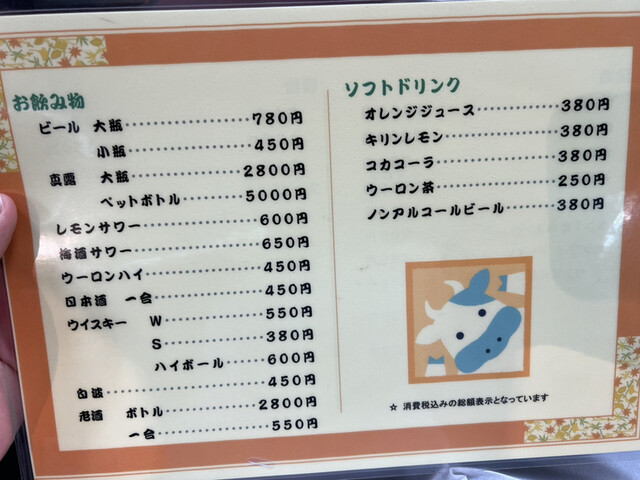 お飲み物
ビール 大瓶・・・・・・・・・・780円
小瓶・・・・・・・・・・450円
真露 大瓶・・・・・・・・・・2800円
ペットボトル・・・・・・5000円
レモンサワー・・・・・・・・・・600円
梅酒サワー・・・・・・・・・・650円
ウーロンハイ・・・・・・・・・・450円
日本酒 一合・・・・・・・・・・450円
ウイスキー W・・・・・・・・・・550円
S・・・・・・・・・・380円
ハイボール・・・・・・600円
白波・・・・・・・・・・450円
老酒 ボトル・・・・・・・・・・2800円
一合・・・・・・・・・・550円
ソフトドリンク
オレンジジュース・・・・・・・・・・380円
キリンレモン・・・・・・・・・・380円
コカコーラ・・・・・・・・・・380円
ウーロン茶・・・・・・・・・・250円
ノンアルコールビール・・・・・・380円
☆ 消費税込みの総額表示となっています